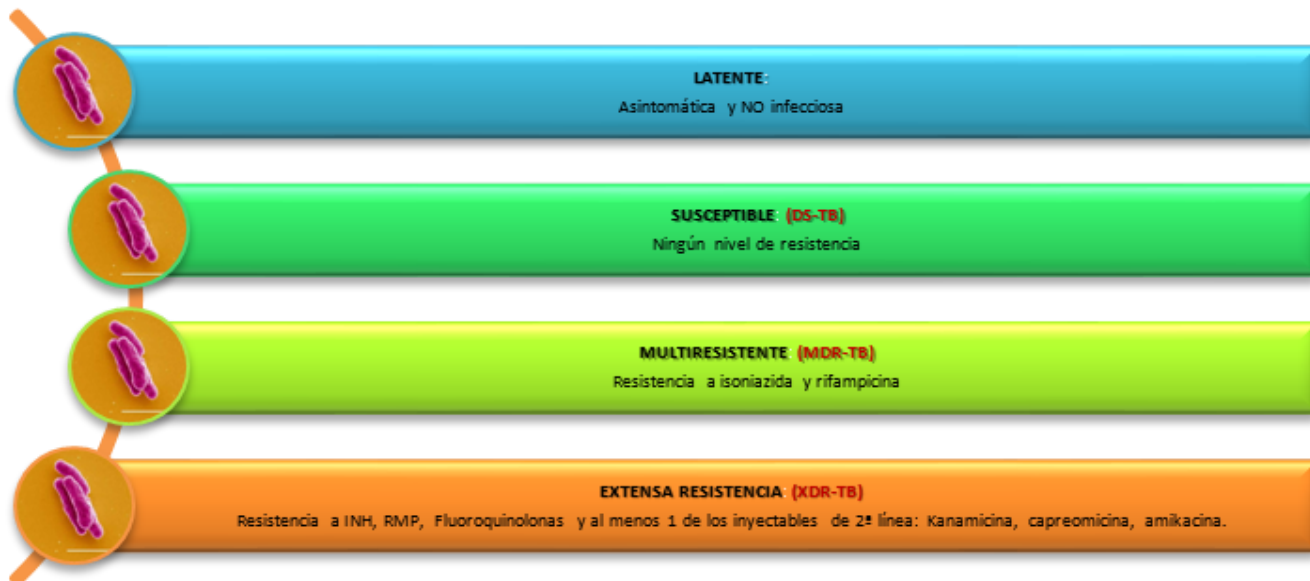 LATENTE:
Asintomática y NO infecciosa
SUSCEPTIBLE: (DS-TB)
Ningún nivel de resistencia
MULTIRESISTENTE (MDR-TB)
Resistencia a isoniazida y rifampicina
EXTENSA RESISTENCIA: (XDR-TB)
Resistencia a INH, RMP, Fluoroquinolonas y al menos 1 de los inyectables de 2ª línea: Kanamicina, capreomicina, amikacina.